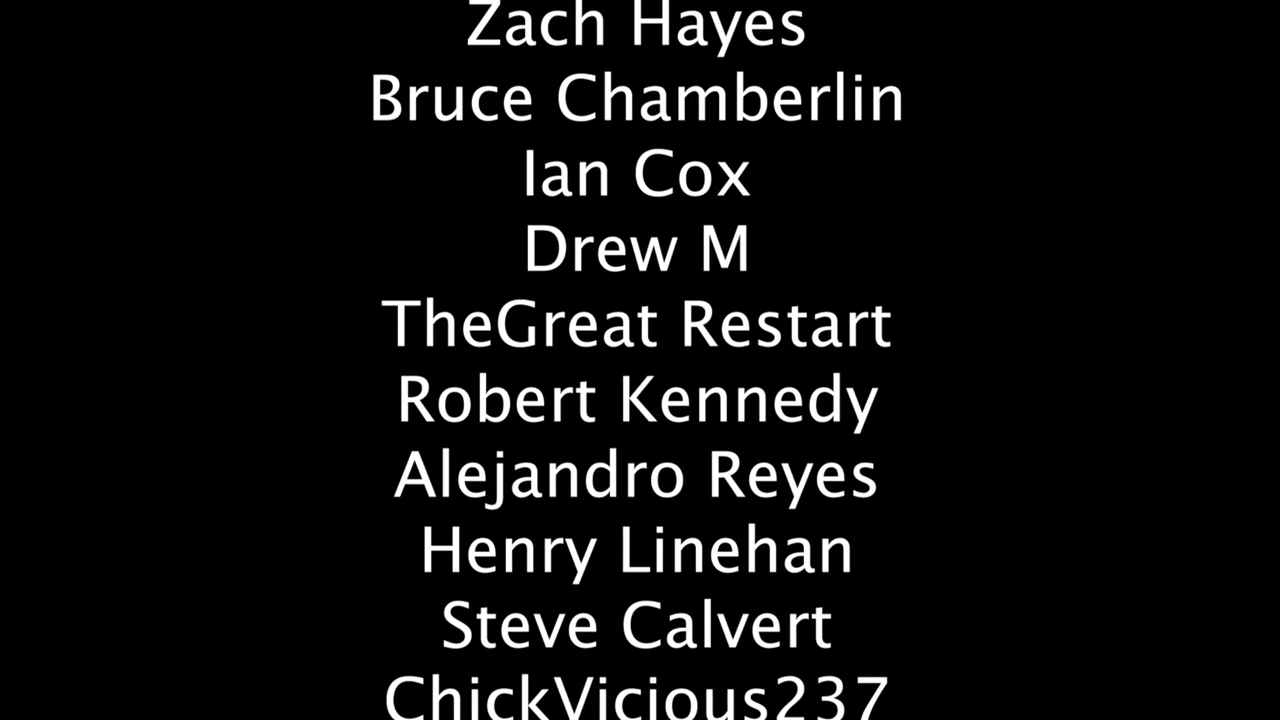 Zach Hayes
Bruce Chamberlin
Ian Cox
Drew M
TheGreat Restart
Robert Kennedy
Alejandro Reyes
Henry Linehan
Steve Calvert
ChickVicious237